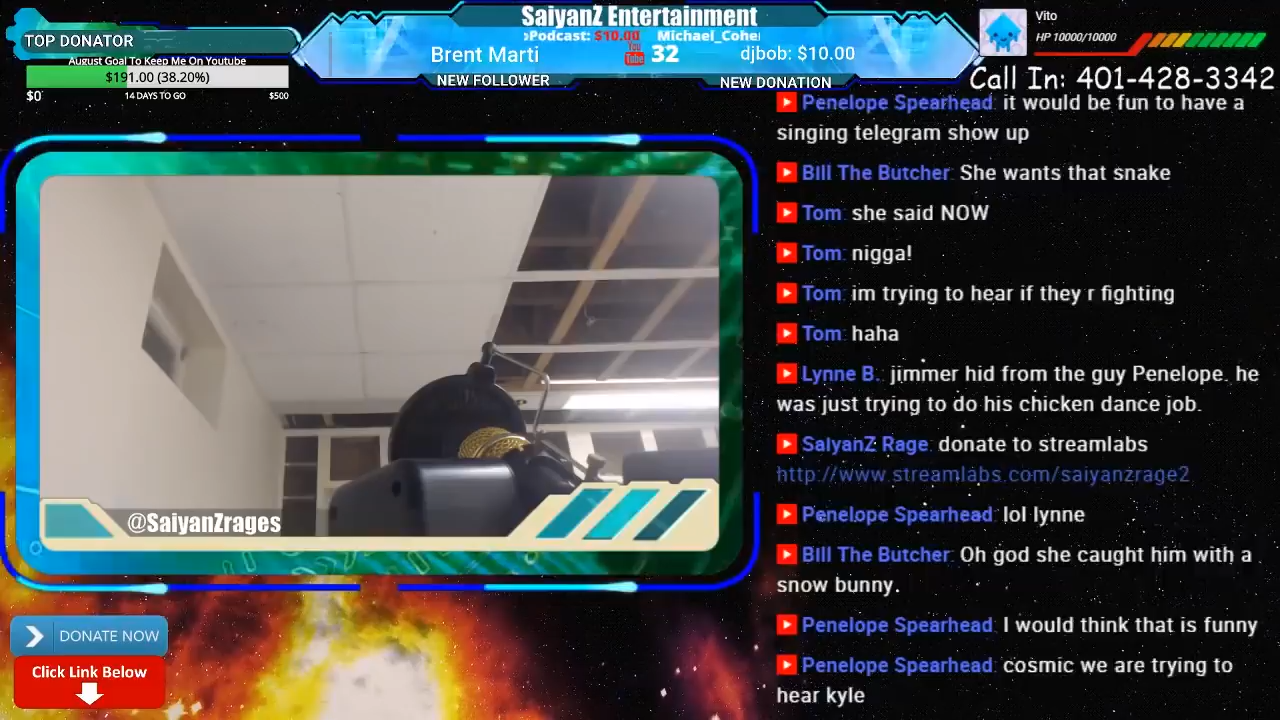 SaiyanZ Entertainment
TOP DONATOR
Podcast: $10.00 Michael_Cohe
Brent Marti
You Tube 32
djbob: $10.00
NEW FOLLOWER
NEW DONATION
August Goal To Keep Me On Youtube
$191.00 (38.20%)
$0 14 DAYS TO GO $500
Vito
HP 10000/10000
Call In: 401-428-3342
Penelope Spearhead: it would be fun to have a
singing telegram show up
BIll The Butcher: She wants that snake
Tom: she said NOW
Tom: nigga!
Tom: im trying to hear if they r fighting
Tom: haha
Lynne B.: jimmer hid from the guy Penelope. he
was just trying to do his chicken dance job.
SaiyanZ Rage: donate to streamlabs
http://www.streamlabs.com/saiyanzrage2
Penelope Spearhead: lol lynne
BIll The Butcher: Oh god she caught him with a
snow bunny.
Penelope Spearhead: I would think that is funny
Penelope Spearhead: cosmic we are trying to
hear kyle
@SaiyanZrages
DONATE NOW
Click Link Below